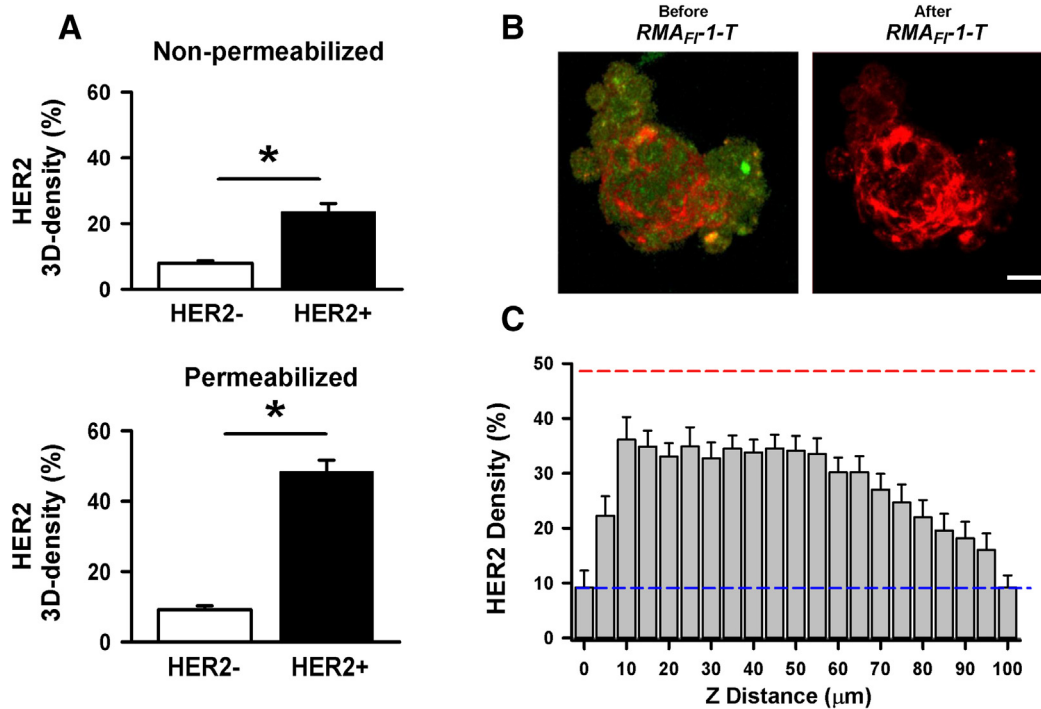 A
Non-permeabilized
HER2
3D-density (%)
60
40
20
0
*
HER2-
HER2+
Permeabilized
HER2
3D-density (%)
60
40
20
0
*
HER2-
HER2+
B
Before
RMAFI-1-T
After
RMAFI-1-T
C
HER2 Density (%)
50
40
30
20
10
0
0 10 20 30 40 50 60 70 80 90 100
Z Distance (μm)